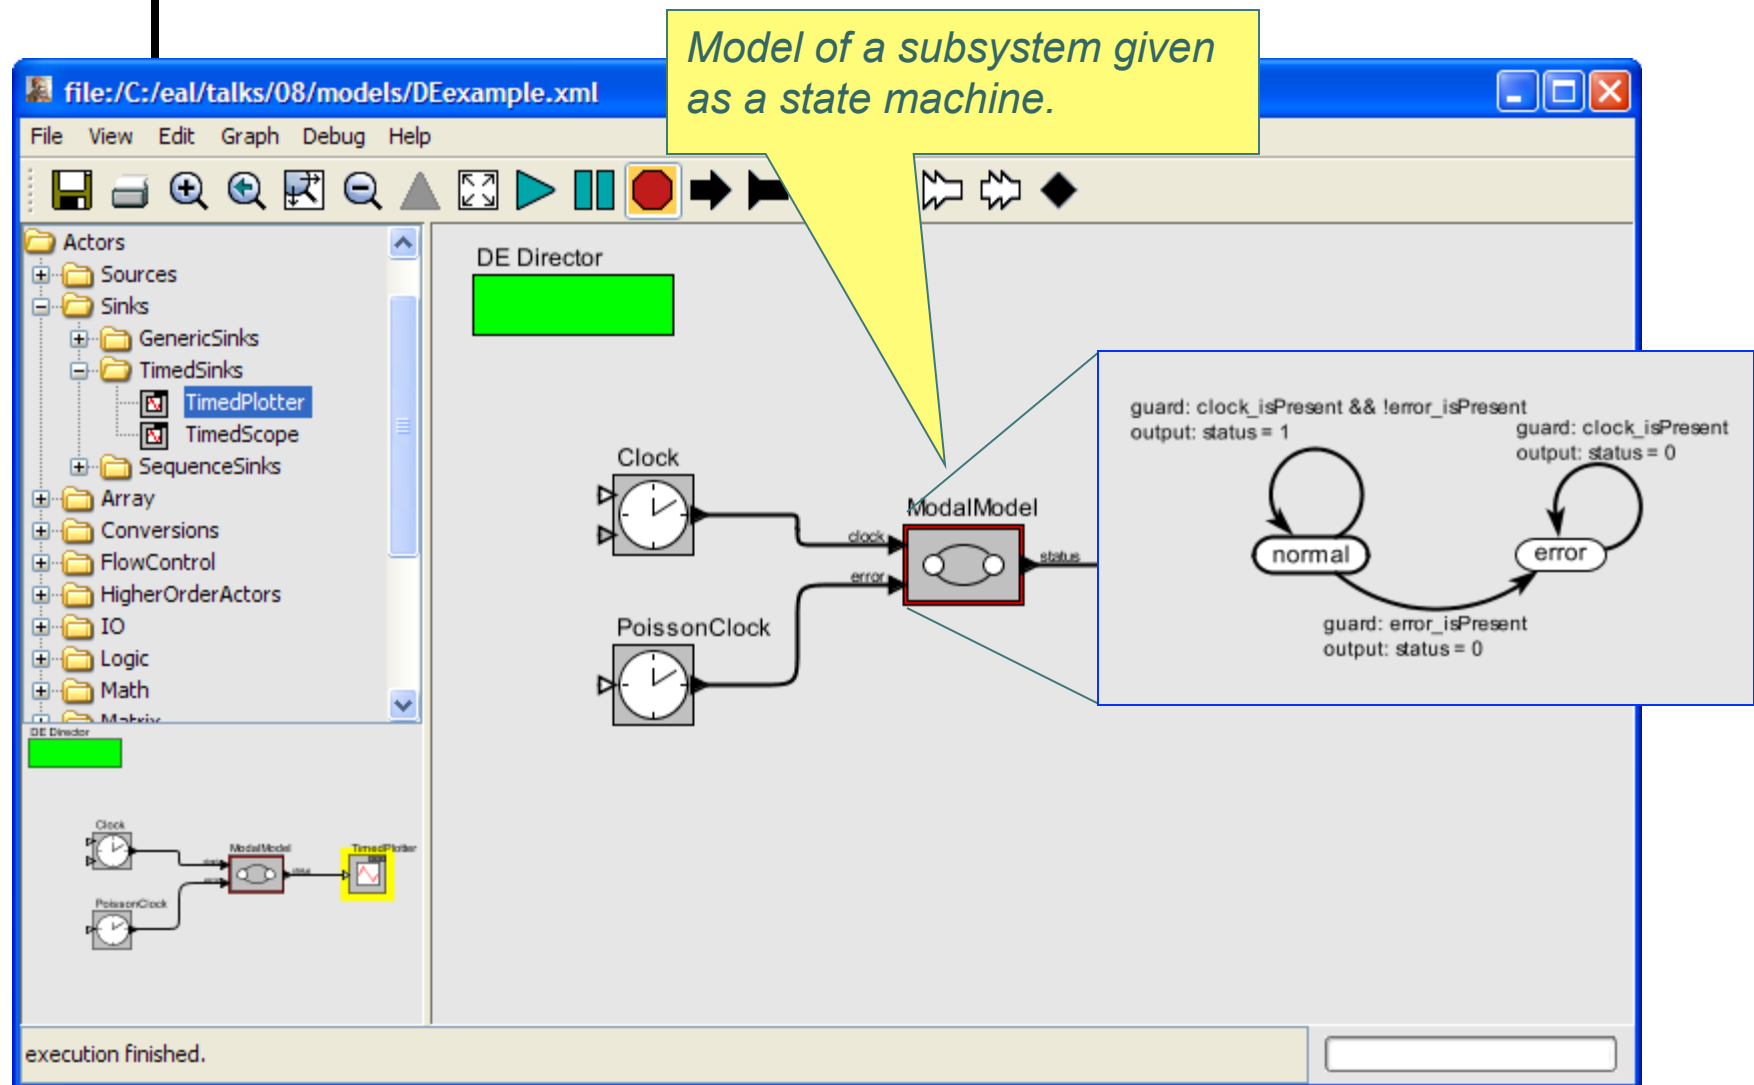 Model of a subsystem given
as a state machine.
file:/C:/eal/talks/08/models/DEexample.xml
File View Edit Graph Debug Help
Actors
Sources
Sinks
GenericSinks
TimedSinks
TimedPlotter
TimedScope
SequenceSinks
Array
Conversions
FlowControl
HigherOrderActors
IO
Logic
Math
Matrix
DE Director
Clock
clock
error
ModalModel
status
PoissonClock
guard: clock_isPresent && !error_isPresent
output: status = 1
guard: clock_isPresent
output: status = 0
normal
error
guard: error_isPresent
output: status = 0
DE Director
Clock
ModalModel
TimedPlotter
PoissonClock
execution finished.